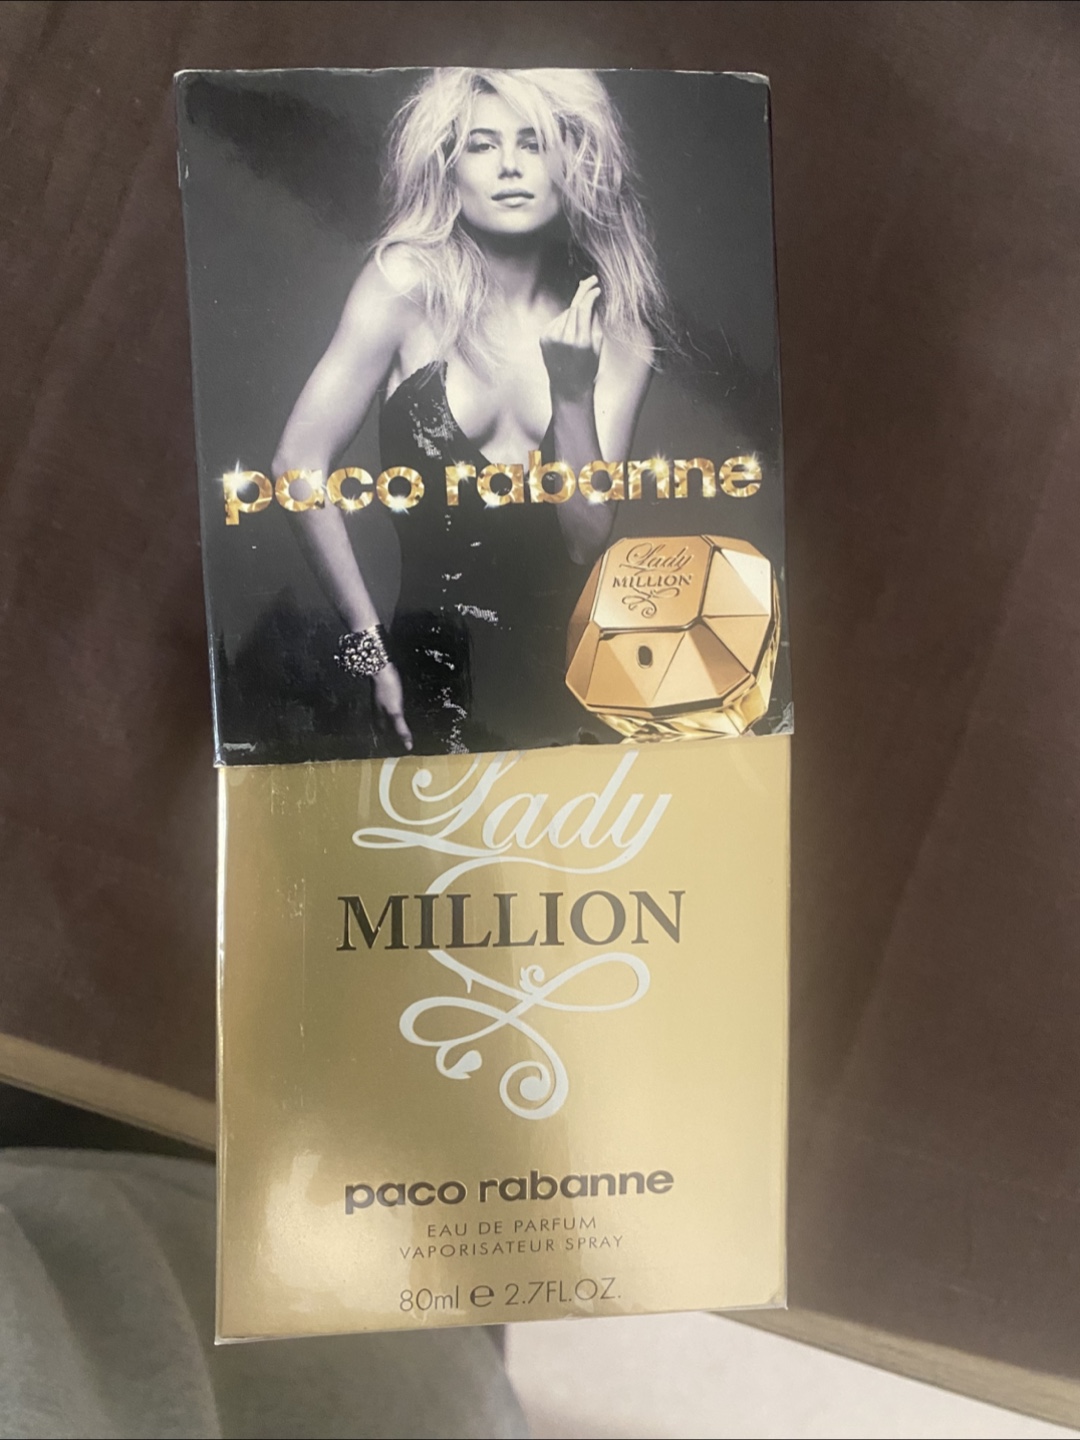 paco rabanne
Lady
MILLION
Lady
MILLION
paco rabanne
EAU DE PARFUM
VAPORISATEUR SPRAY
80ml e 2.7FL.OZ.